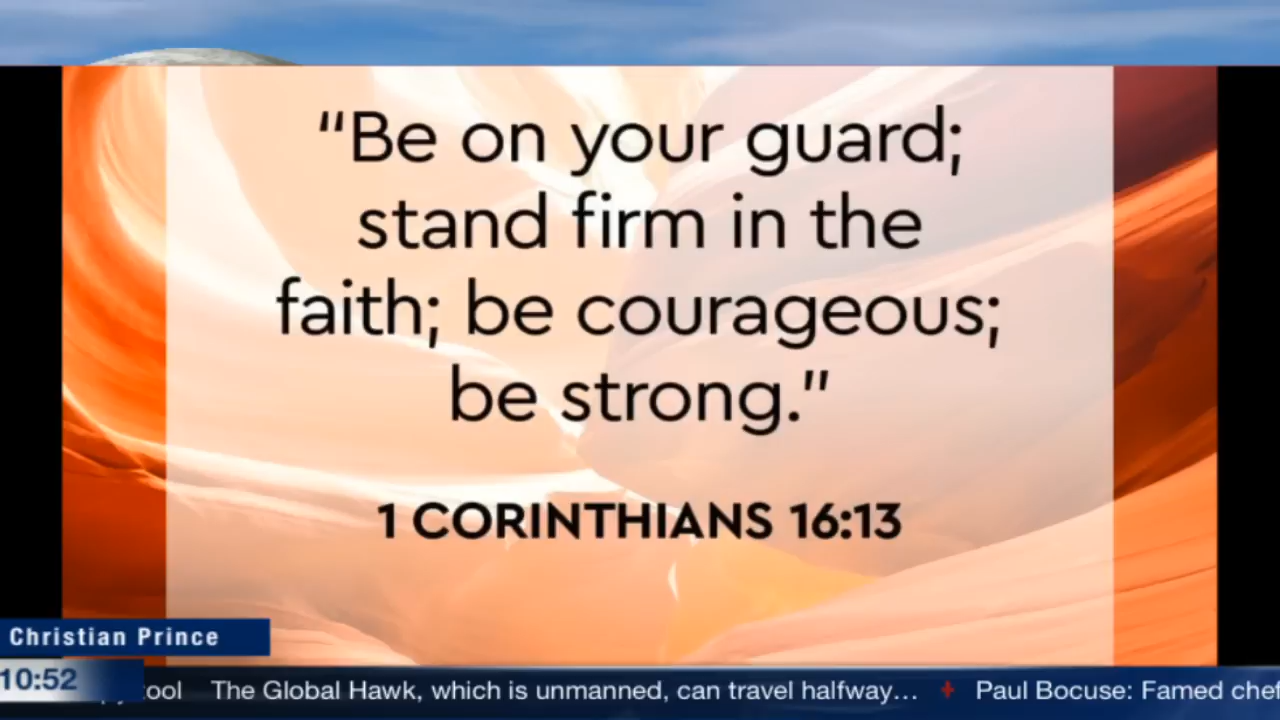 “Be on your guard;
stand firm in the
faith; be courageous;
be strong.”
1 CORINTHIANS 16:13
Christian Prince
10:52
tool The Global Hawk, which is unmanned, can travel halfway... Paul Bocuse: Famed chef